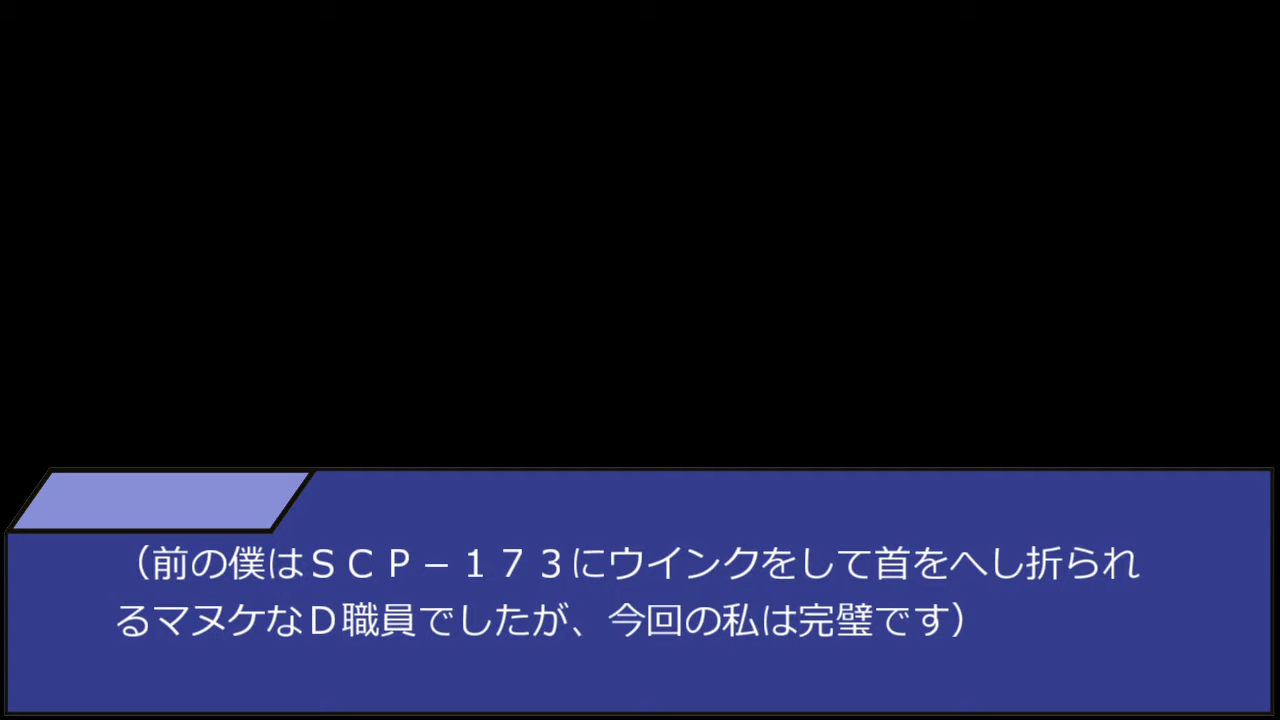 （前の僕はＳＣＰ－１７３にウインクをして首をへし折られ
るマヌケなＤ職員でしたが、今回の私は完璧です）